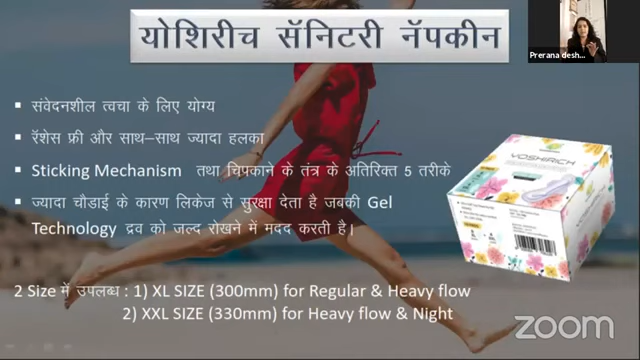 योशिरीच सॅनिटरी नॅपकीन
Prerana desh...
संवेदनशील त्वचा के लिए योग्य
रॅशेस फ्री और साथ–साथ ज्यादा हलका
Sticking Mechanism तथा चिपकाने के तंत्र के अतिरिक्त 5 तरीके
ज्यादा चौडाई के कारण लिकेज से सुरक्षा देता है जबकी Gel
Technology द्रव को जल्द रोखने में मदद करती है।
YOSHIRICH
2 Size में उपलब्ध : 1) XL SIZE (300mm) for Regular & Heavy flow
2) XXL SIZE (330mm) for Heavy flow & Night
zoom